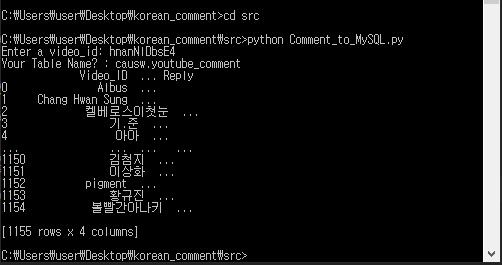 C:₩Users₩user₩Desktop₩korean_comment>cd src
C:₩Users₩user₩Desktop₩korean_comment₩src>python Comment_to_MySQL.py
Enter a video_id: hnanNlDbsE4
Your Table Name? : causw.youtube_comment
Video_ID ... Reply
0 Albus ...
1 Chang Hwan Sung ...
2 켈베로스이첫눈 ...
3 기.준 ...
4 아마 ...
... ... ... ...
1150 김첨지 ...
1151 이상화 ...
1152 pigment ...
1153 황규진 ...
1154 볼빨간아나키 ...
[1155 rows x 4 columns]
C:₩Users₩user₩Desktop₩korean_comment₩src>